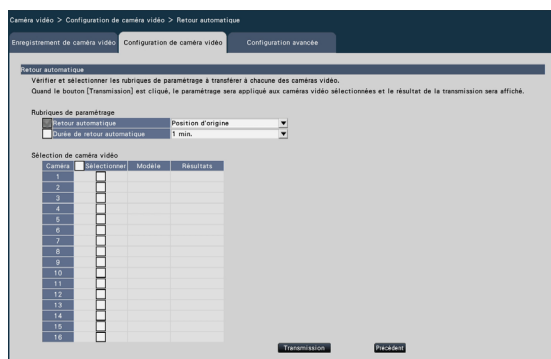 Caméra vidéo > Configuration de caméra vidéo > Retour automatique
Enregistrement de caméra vidéo Configuration de caméra vidéo Configuration avancée
Retour automatique
Vérifier et sélectionner les rubriques de paramétrage à transférer à chacune des caméras vidéo.
Quand le bouton [Transmission] est cliqué, le paramétrage sera appliqué aux caméras vidéo sélectionnées et le résultat de la transmission sera affiché.
Rubriques de paramétrage
Retour automatique Position d'origine
Durée de retour automatique 1 min.
Sélection de caméra vidéo
Caméra Sélectionner Modèle Résultats
1
2
3
4
5
6
7
8
9
10
11
12
13
14
15
16
Transmission Précédent